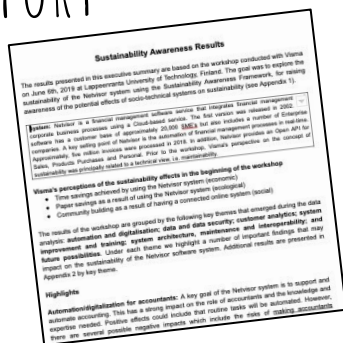 PORT
Sustainability Awareness Results
The results presented in this executive summary are based on the workshop conducted with Visma
on June 6th, 2019 at Lappeenranta University of Technology, Finland. The goal was to explore the
sustainability of the Netvisor system using the Sustainability Awareness Framework, for raising
awareness of the potential effects of socio-technical systems on sustainability (see Appendix 1).
System: Netvisor is a financial management software service that integrates financial management
corporate business processes using a Cloud-based service. The first version was released in 2002.
software has a customer base of approximately 20,000 SMEs but also includes a number of Enterprise
companies. A key selling point of Netvisor is the automation of financial management processes in real-time.
Approximately, five million invoices were processed in 2018. In addition, Netvisor provides an Open API for
Sales, Products Purchases and Personal. Prior to the workshop, Visma's perspective on the concept of
sustainability was principally related to a technical view, i.e. maintainability.
Visma's perceptions of the sustainability effects in the beginning of the workshop
• Time savings achieved by using the Netvisor system (economic)
• Paper savings as a result of using the Netvisor system (ecological)
• Community building as a result of having a connected online system (social)
The results of the workshop are grouped by the following key themes that emerged during the data
analysis: automation and digitalisation; data and data security; customer analytics; system
improvement and training; system architecture, maintenance and interoperability; and
future possibilities. Under each theme we highlight a number of important findings that may
impact on the sustainability of the Netvisor software system. Additional results are presented in
Appendix 2 by key theme.
Highlights
Automation/digitalization for accountants: A key goal of the Netvisor system is to support and
automate accounting. This has a strong impact on the role of accountants and the knowledge and
expertise needed. Positive effects could include that routine tasks will be automated. However,
there are several possible negative impacts which include the risks of making accountants